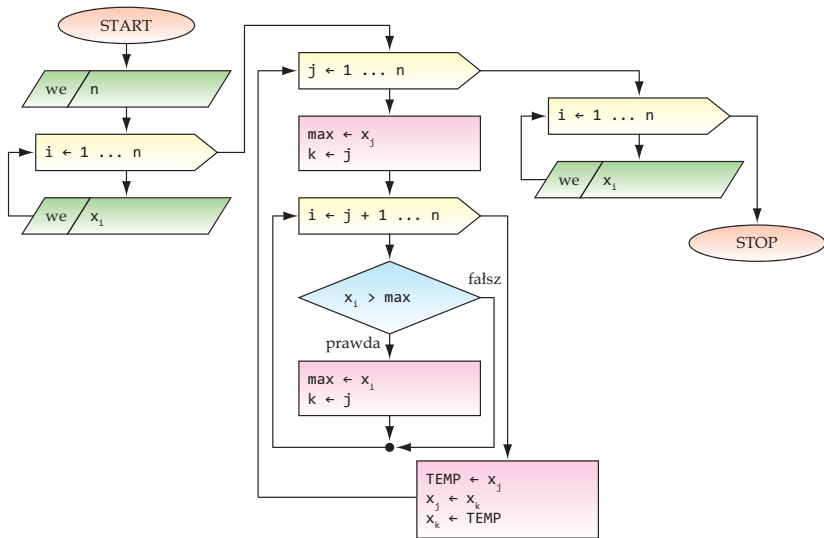 START
we n
i ← 1 ... n
we xᵢ
j ← 1 ... n
max ← xⱼ
k ← j
i ← j + 1 ... n
xᵢ > max
fałsz
prawda
max ← xᵢ
k ← j
TEMP ← xⱼ
xⱼ ← xₖ
xₖ ← TEMP
i ← 1 ... n
we xᵢ
STOP